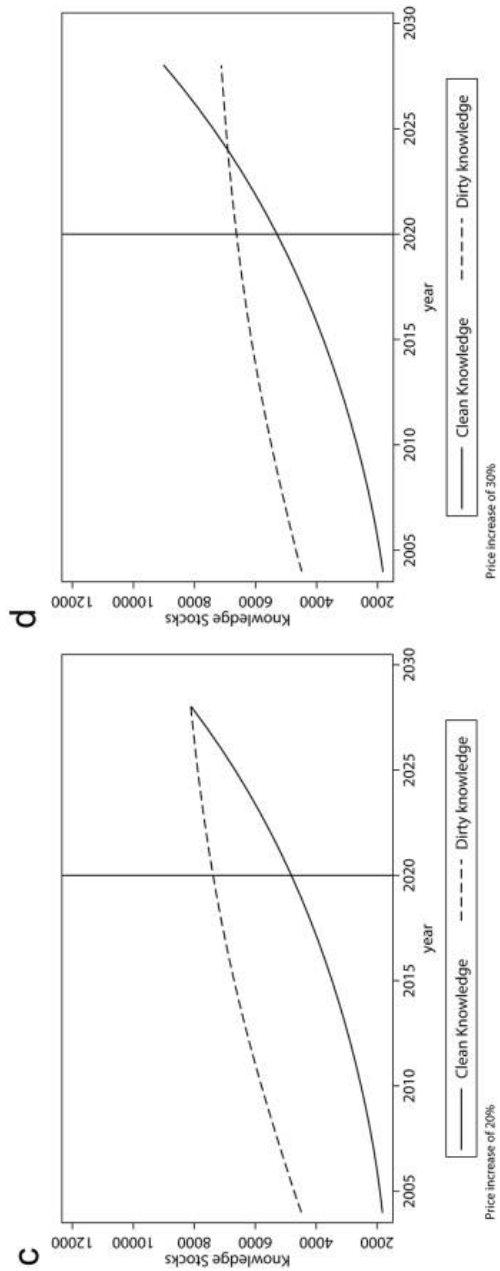 c
Knowledge Stocks
12000
10000
8000
6000
4000
2000
2005 2010 2015 2020 2025 2030
year
Clean Knowledge Dirty knowledge
Price increase of 20%
d
Knowledge Stocks
12000
10000
8000
6000
4000
2000
2005 2010 2015 2020 2025 2030
year
Clean Knowledge Dirty knowledge
Price increase of 30%